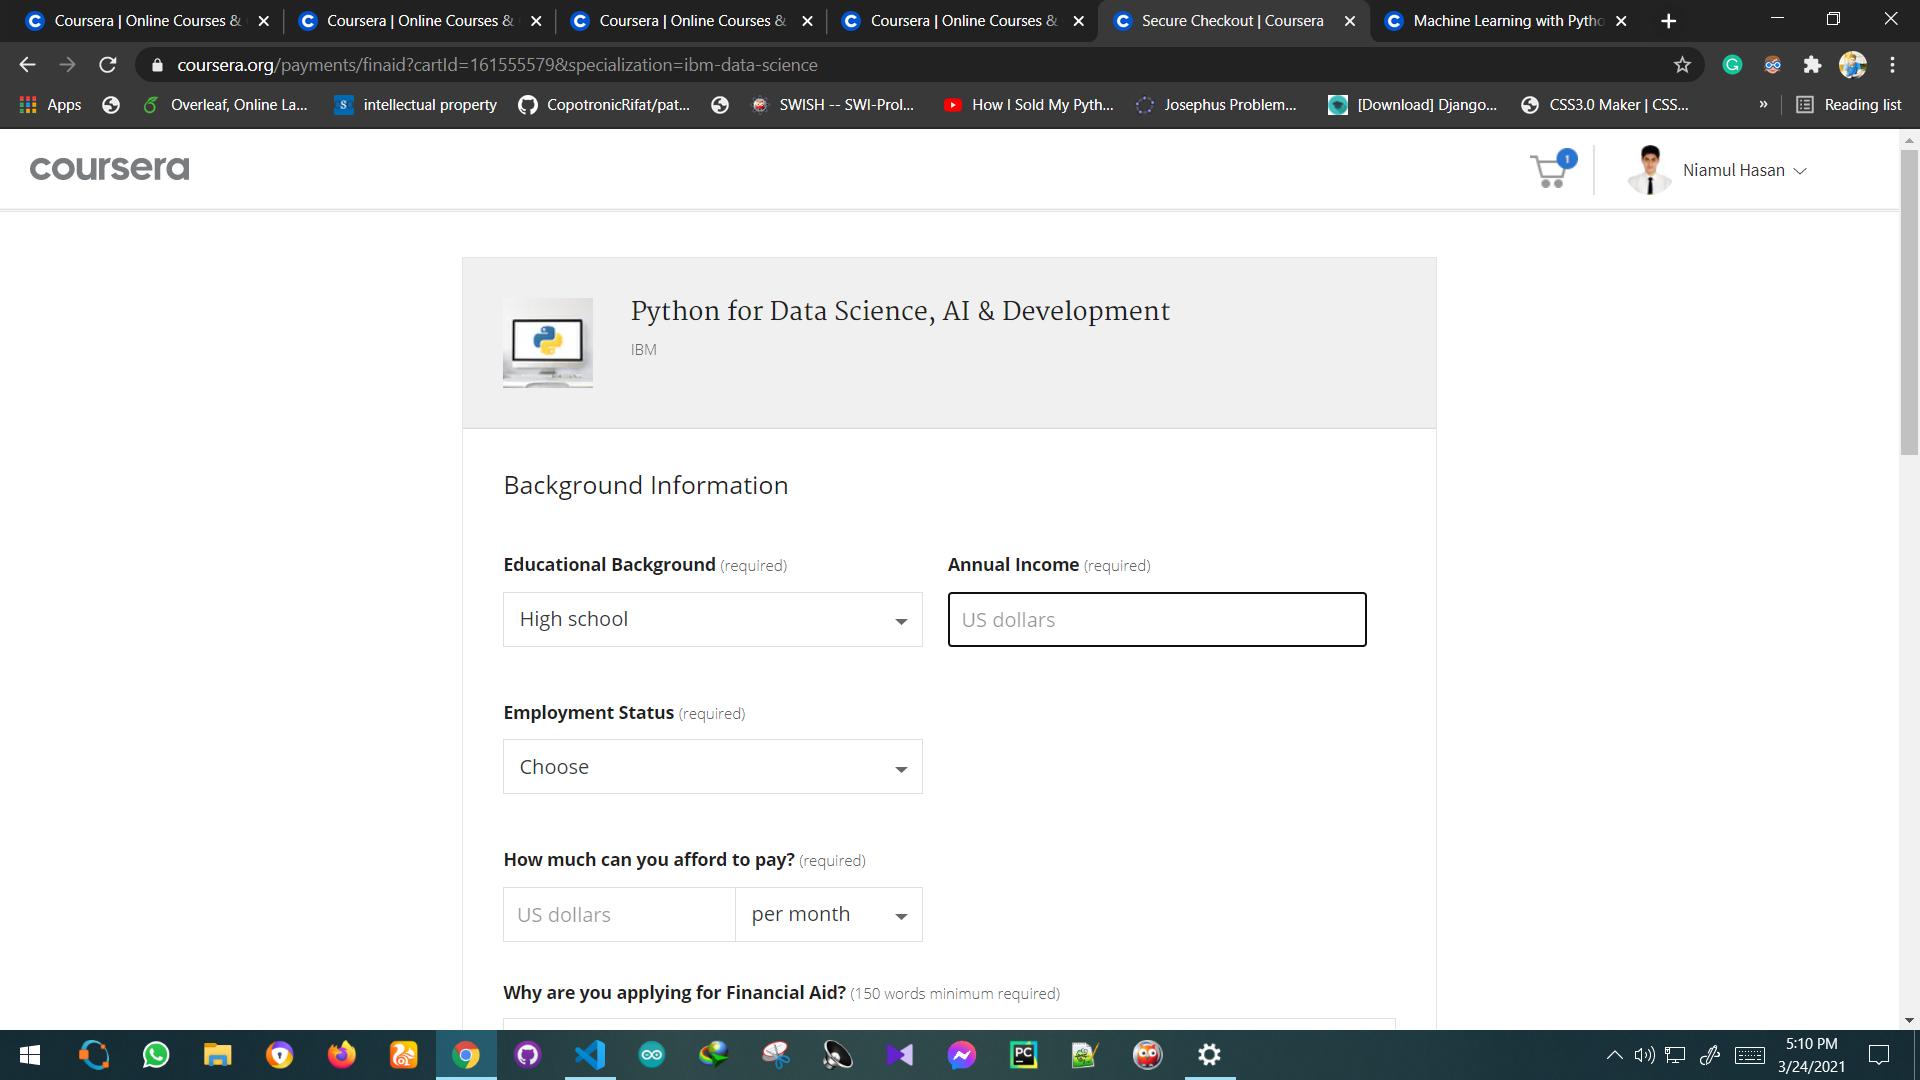 Coursera | Online Courses &
Coursera | Online Courses &
Coursera | Online Courses &
Coursera | Online Courses &
Secure Checkout | Coursera
Machine Learning with Pytho
coursera.org/payments/finaid?cartId=161555579&specialization=ibm-data-science
Apps
Overleaf, Online La...
intellectual property
CopotronicRifat/pat...
SWISH -- SWI-Prol...
How I Sold My Pyth...
Josephus Problem...
[Download] Django...
CSS3.0 Maker | CSS...
»
Reading list
coursera
1
Niamul Hasan
Python for Data Science, AI & Development
IBM
Background Information
Educational Background (required)
Annual Income (required)
High school
US dollars
Employment Status (required)
Choose
How much can you afford to pay? (required)
US dollars
per month
Why are you applying for Financial Aid? (150 words minimum required)
5:10 PM
3/24/2021